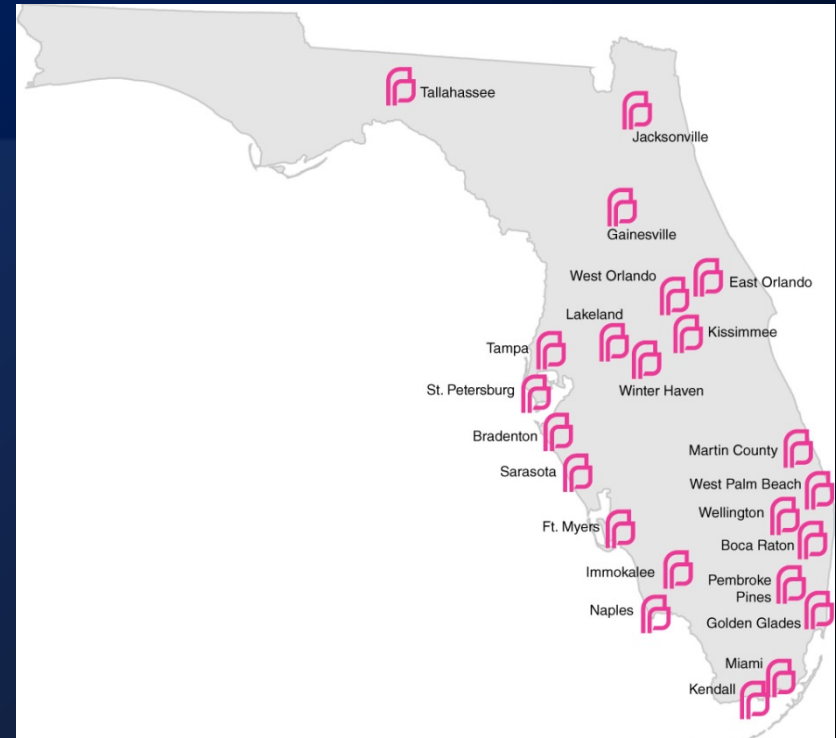 Tallahassee
Jacksonville
Gainesville
West Orlando
East Orlando
Lakeland
Kissimmee
Tampa
Winter Haven
St. Petersburg
Bradenton
Martin County
Sarasota
West Palm Beach
Wellington
Ft. Myers
Boca Raton
Immokalee
Pembroke
Pines
Naples
Golden Glades
Miami
Kendall